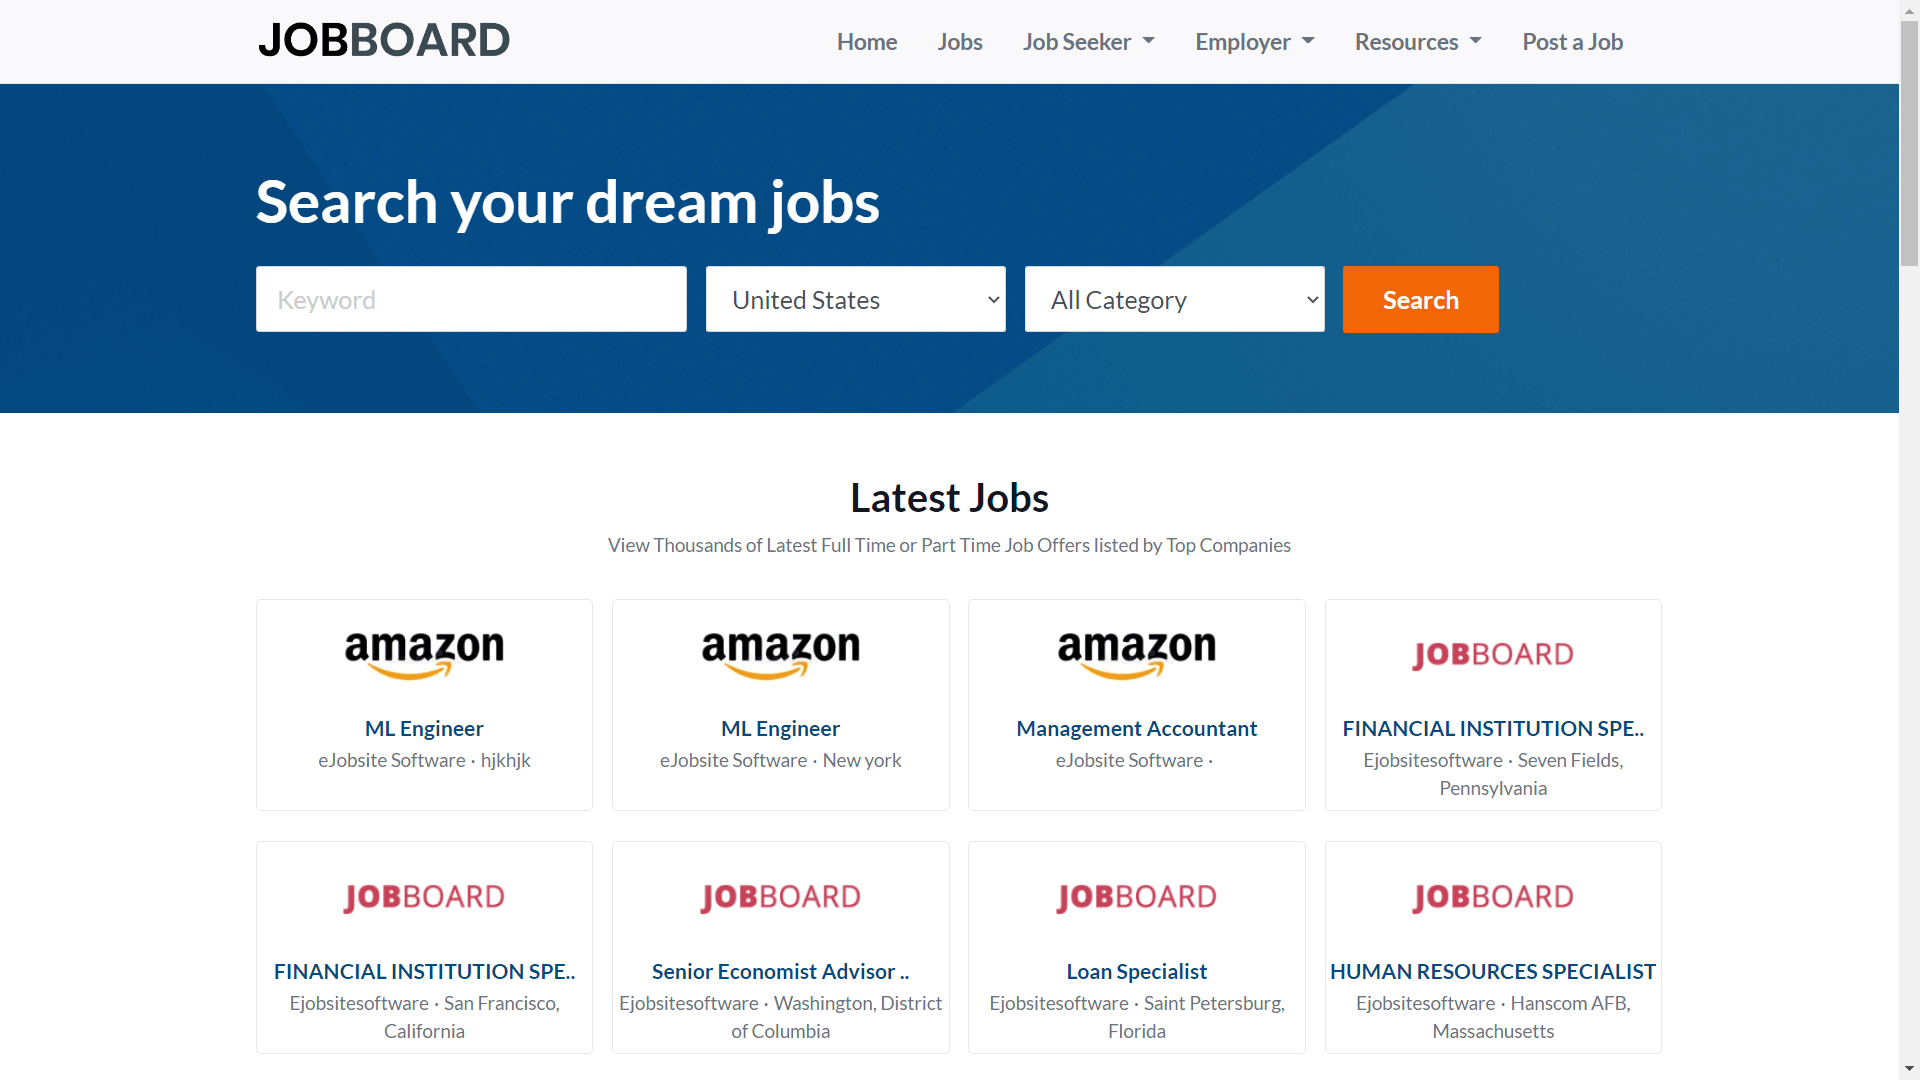 JOBBOARD
Home Jobs Job Seeker Employer Resources Post a Job
Search your dream jobs
Keyword United States All Category Search
Latest Jobs
View Thousands of Latest Full Time or Part Time Job Offers listed by Top Companies
amazon
ML Engineer
eJobsite Software · hjkhjk
amazon
ML Engineer
eJobsite Software · New york
amazon
Management Accountant
eJobsite Software ·
JOBBOARD
FINANCIAL INSTITUTION SPE..
Ejobsitesoftware · Seven Fields,
Pennsylvania
JOBBOARD
FINANCIAL INSTITUTION SPE..
Ejobsitesoftware · San Francisco,
California
JOBBOARD
Senior Economist Advisor ..
Ejobsitesoftware · Washington, District
of Columbia
JOBBOARD
Loan Specialist
Ejobsitesoftware · Saint Petersburg,
Florida
JOBBOARD
HUMAN RESOURCES SPECIALIST
Ejobsitesoftware · Hanscom AFB,
Massachusetts